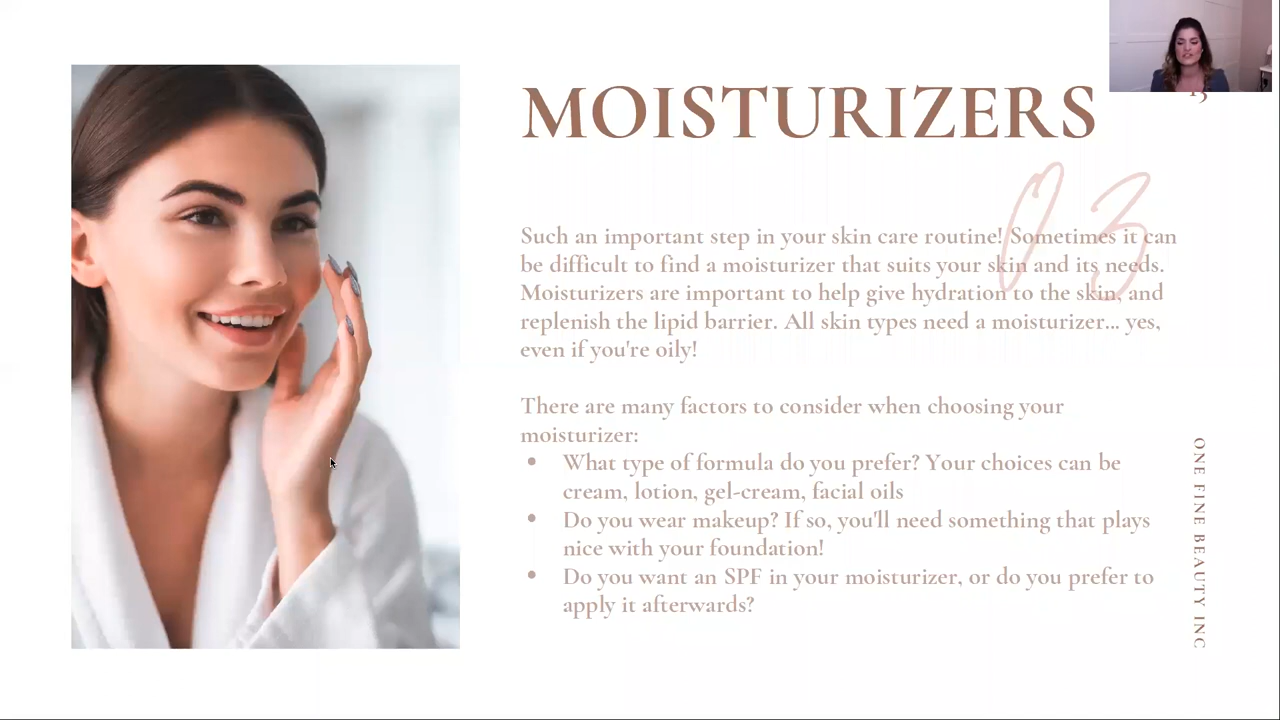 MOISTURIZERS
03
Such an important step in your skin care routine! Sometimes it can
be difficult to find a moisturizer that suits your skin and its needs.
Moisturizers are important to help give hydration to the skin, and
replenish the lipid barrier. All skin types need a moisturizer... yes,
even if you're oily!
There are many factors to consider when choosing your
moisturizer:
• What type of formula do you prefer? Your choices can be
cream, lotion, gel-cream, facial oils
• Do you wear makeup? If so, you'll need something that plays
nice with your foundation!
• Do you want an SPF in your moisturizer, or do you prefer to
apply it afterwards?
ONE FINE BEAUTY INC